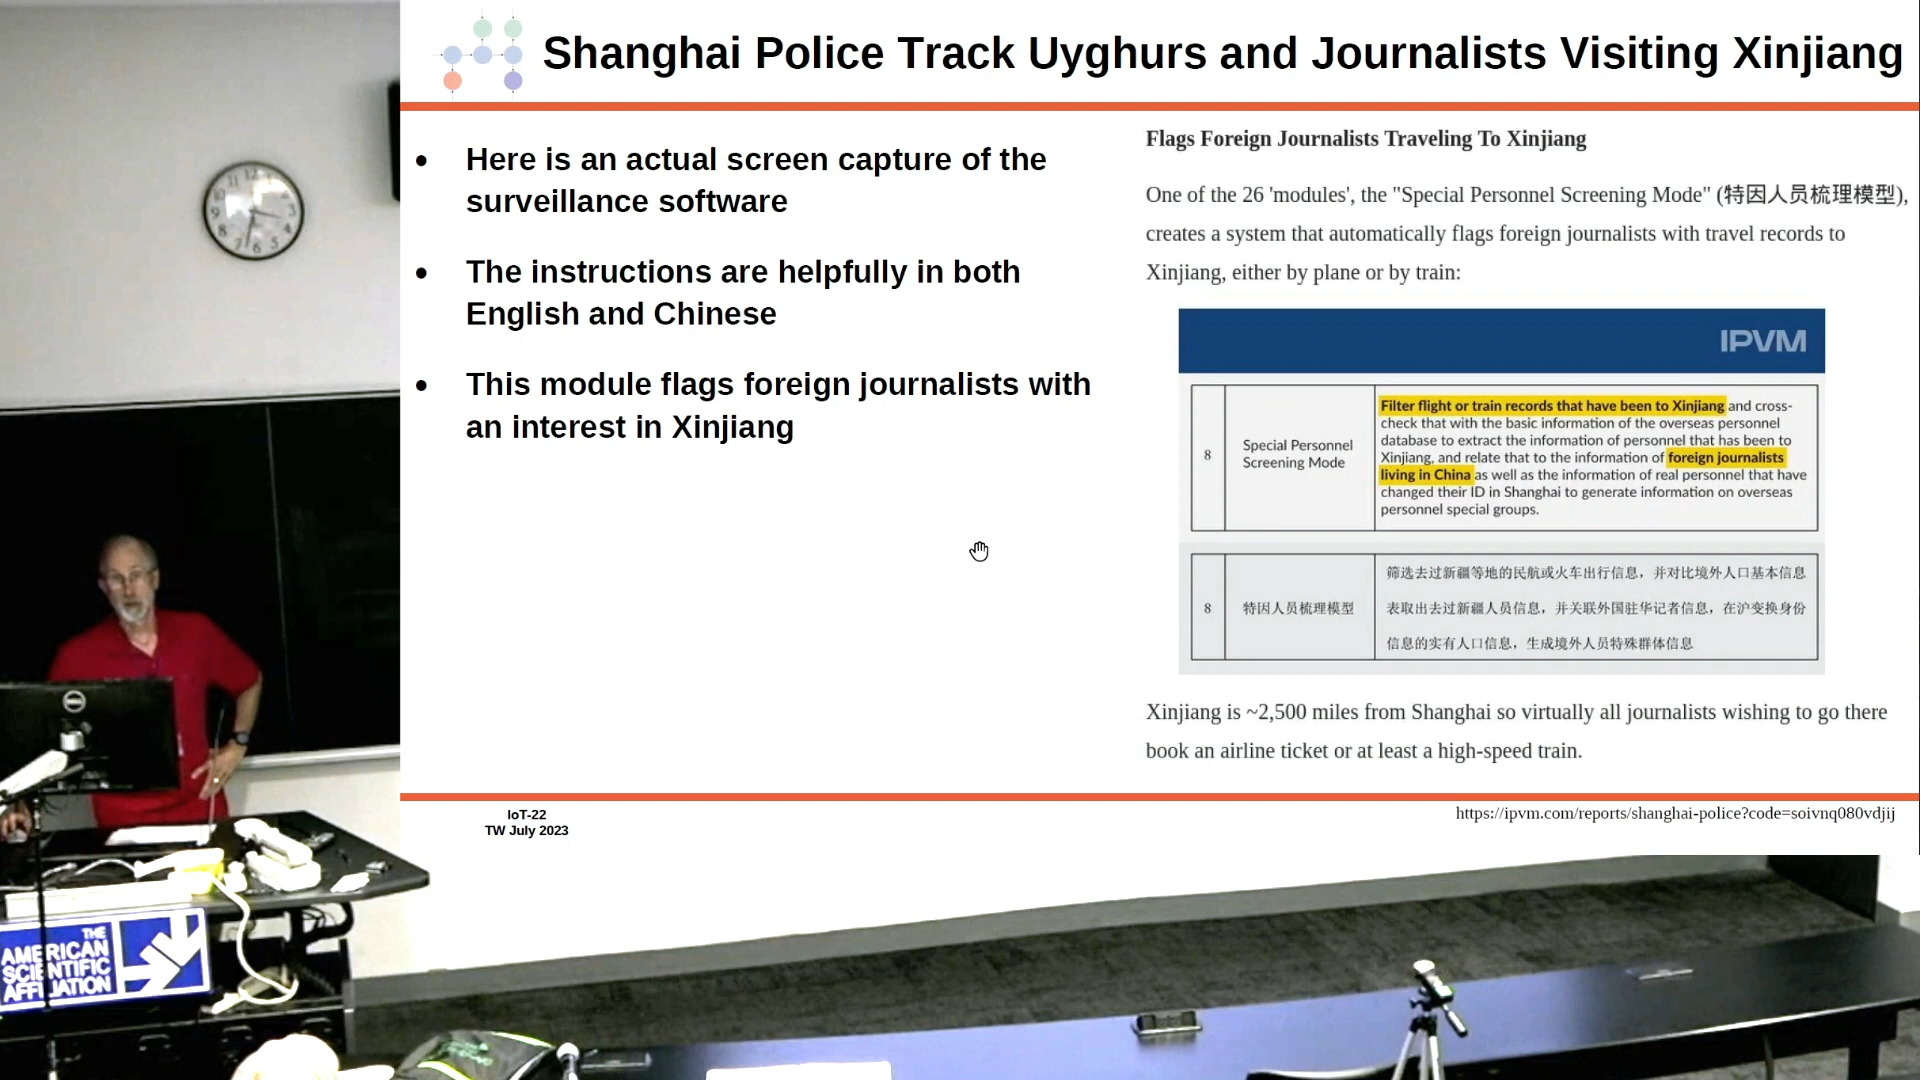 Shanghai Police Track Uyghurs and Journalists Visiting Xinjiang
• Here is an actual screen capture of the
surveillance software
• The instructions are helpfully in both
English and Chinese
• This module flags foreign journalists with
an interest in Xinjiang
Flags Foreign Journalists Traveling To Xinjiang
One of the 26 'modules', the "Special Personnel Screening Mode" (特因人员梳理模型),
creates a system that automatically flags foreign journalists with travel records to
Xinjiang, either by plane or by train:
IPVM
8
Special Personnel
Screening Mode
Filter flight or train records that have been to Xinjiang and cross-
check that with the basic information of the overseas personnel
database to extract the information of personnel that has been to
Xinjiang, and relate that to the information of foreign journalists
living in China as well as the information of real personnel that have
changed their ID in Shanghai to generate information on overseas
personnel special groups.
8
特因人员梳理模型
筛选去过新疆等地的民航或火车出行信息，并对比境外人口基本信息
表取出去过新疆人员信息，并关联外国驻华记者信息，在沪变换身份
信息的实有人口信息，生成境外人员特殊群体信息
Xinjiang is ~2,500 miles from Shanghai so virtually all journalists wishing to go there
book an airline ticket or at least a high-speed train.
IoT-22
TW July 2023
https://ipvm.com/reports/shanghai-police?code=soivnq080vdjij
11 12 1
10 2
9 3
8 4
7 6 5
DELL
THE
AMERICAN
SCIENTIFIC
AFFILIATION